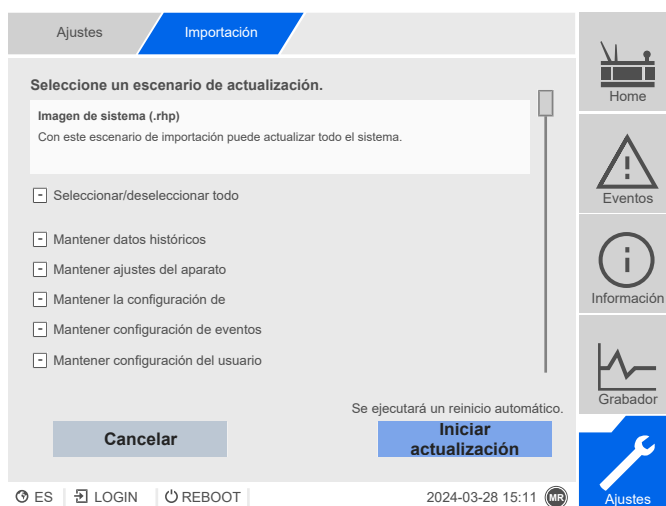 Ajustes
Importación
Seleccione un escenario de actualización.
Imagen de sistema (.rhp)
Con este escenario de importación puede actualizar todo el sistema.
Seleccionar/deseleccionar todo
Mantener datos históricos
Mantener ajustes del aparato
Mantener la configuración de
Mantener configuración de eventos
Mantener configuración del usuario
Se ejecutará un reinicio automático.
Cancelar
Iniciar
actualización
Home
Eventos
Información
Grabador
Ajustes
ES
LOGIN
REBOOT
2024-03-28 15:11
MR